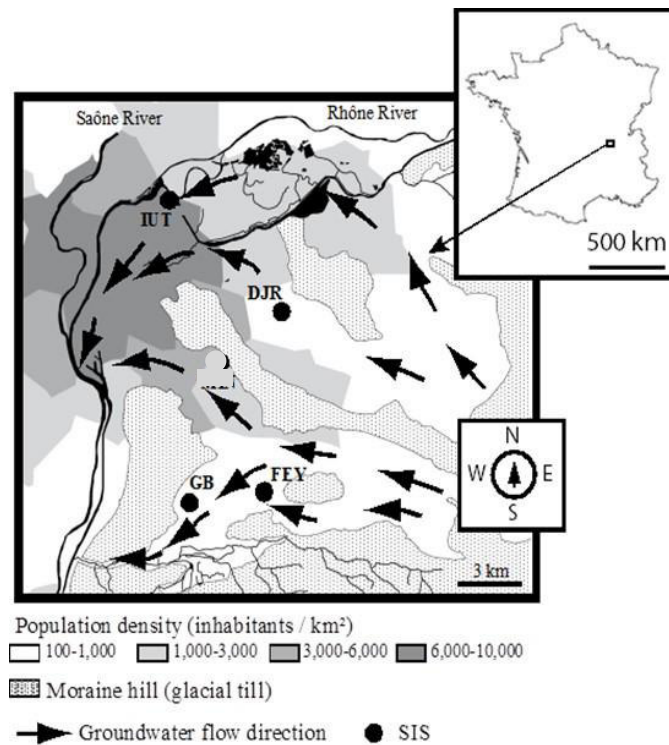 Saône River
Rhône River
500 km
IUT
DJR
N
W E
S
GB
FEY
3 km
Population density (inhabitants / km²)
100-1,000 1,000-3,000 3,000-6,000 6,000-10,000
Moraine hill (glacial till)
Groundwater flow direction
SIS